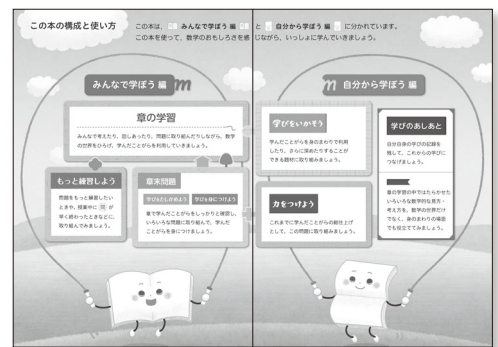 この本の構成と使い方
この本は、 みんなで学ぼう 編 と 自分から学ぼう 編 に分かれています。
この本を使って、数学のおもしろさを感じながら、いっしょに学んでいきましょう。
みんなで学ぼう 編 m
章の学習
みんなで考えたり、話しあったり、問題に取り組んだりしながら、数学
の世界をひろげ、学んだことがらを利用していきましょう。
もっと練習しよう
問題をもっと練習したい
ときや、授業中に 問 が
早く終わったときなどに、
取り組んでみましょう。
章末問題
学びをたしかめよう 学びを身につけよう
章で学んだことがらをしっかりと確認し、
いろいろな問題に取り組んで、学んだ
ことがらを身につけましょう。
m 自分から学ぼう 編
学びをいかそう
学んだことがらを身のまわりで利用
したり、さらに深めたりすることが
できる題材に取り組みましょう。
力をつけよう
これまでに学んだことがらの総仕上げ
として、この問題に取り組みましょう。
学びのあしあと
自分自身の学びの記録を
残して、これからの学びに
つなげましょう。
章の学習の中ではたらかせた
いろいろな数学的な見方・
考え方を、数学の世界だけ
でなく、身のまわりの場面
でも役立ててみましょう。